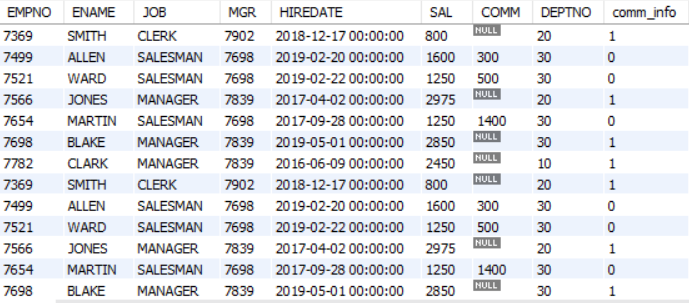 EMPNO ENAME JOB MGR HIREDATE SAL COMM DEPTNO comm_info
7369 SMITH CLERK 7902 2018-12-17 00:00:00 800 NULL 20 1
7499 ALLEN SALESMAN 7698 2019-02-20 00:00:00 1600 300 30 0
7521 WARD SALESMAN 7698 2019-02-22 00:00:00 1250 500 30 0
7566 JONES MANAGER 7839 2017-04-02 00:00:00 2975 NULL 20 1
7654 MARTIN SALESMAN 7698 2017-09-28 00:00:00 1250 1400 30 0
7698 BLAKE MANAGER 7839 2019-05-01 00:00:00 2850 NULL 30 1
7782 CLARK MANAGER 7839 2016-06-09 00:00:00 2450 NULL 10 1
7369 SMITH CLERK 7902 2018-12-17 00:00:00 800 NULL 20 1
7499 ALLEN SALESMAN 7698 2019-02-20 00:00:00 1600 300 30 0
7521 WARD SALESMAN 7698 2019-02-22 00:00:00 1250 500 30 0
7566 JONES MANAGER 7839 2017-04-02 00:00:00 2975 NULL 20 1
7654 MARTIN SALESMAN 7698 2017-09-28 00:00:00 1250 1400 30 0
7698 BLAKE MANAGER 7839 2019-05-01 00:00:00 2850 NULL 30 1